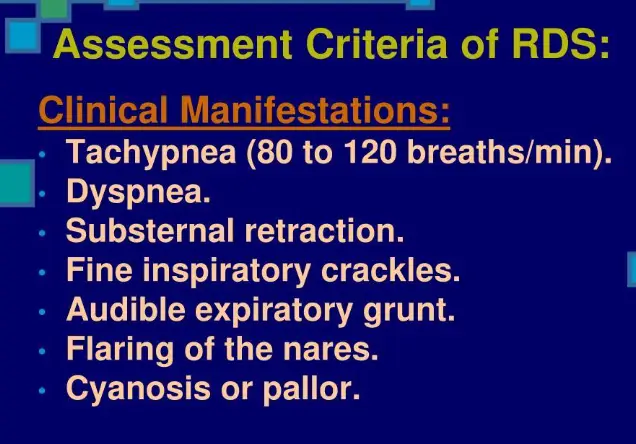 Assessment Criteria of RDS:
Clinical Manifestations:
• Tachypnea (80 to 120 breaths/min).
• Dyspnea.
• Substernal retraction.
• Fine inspiratory crackles.
• Audible expiratory grunt.
• Flaring of the nares.
• Cyanosis or pallor.